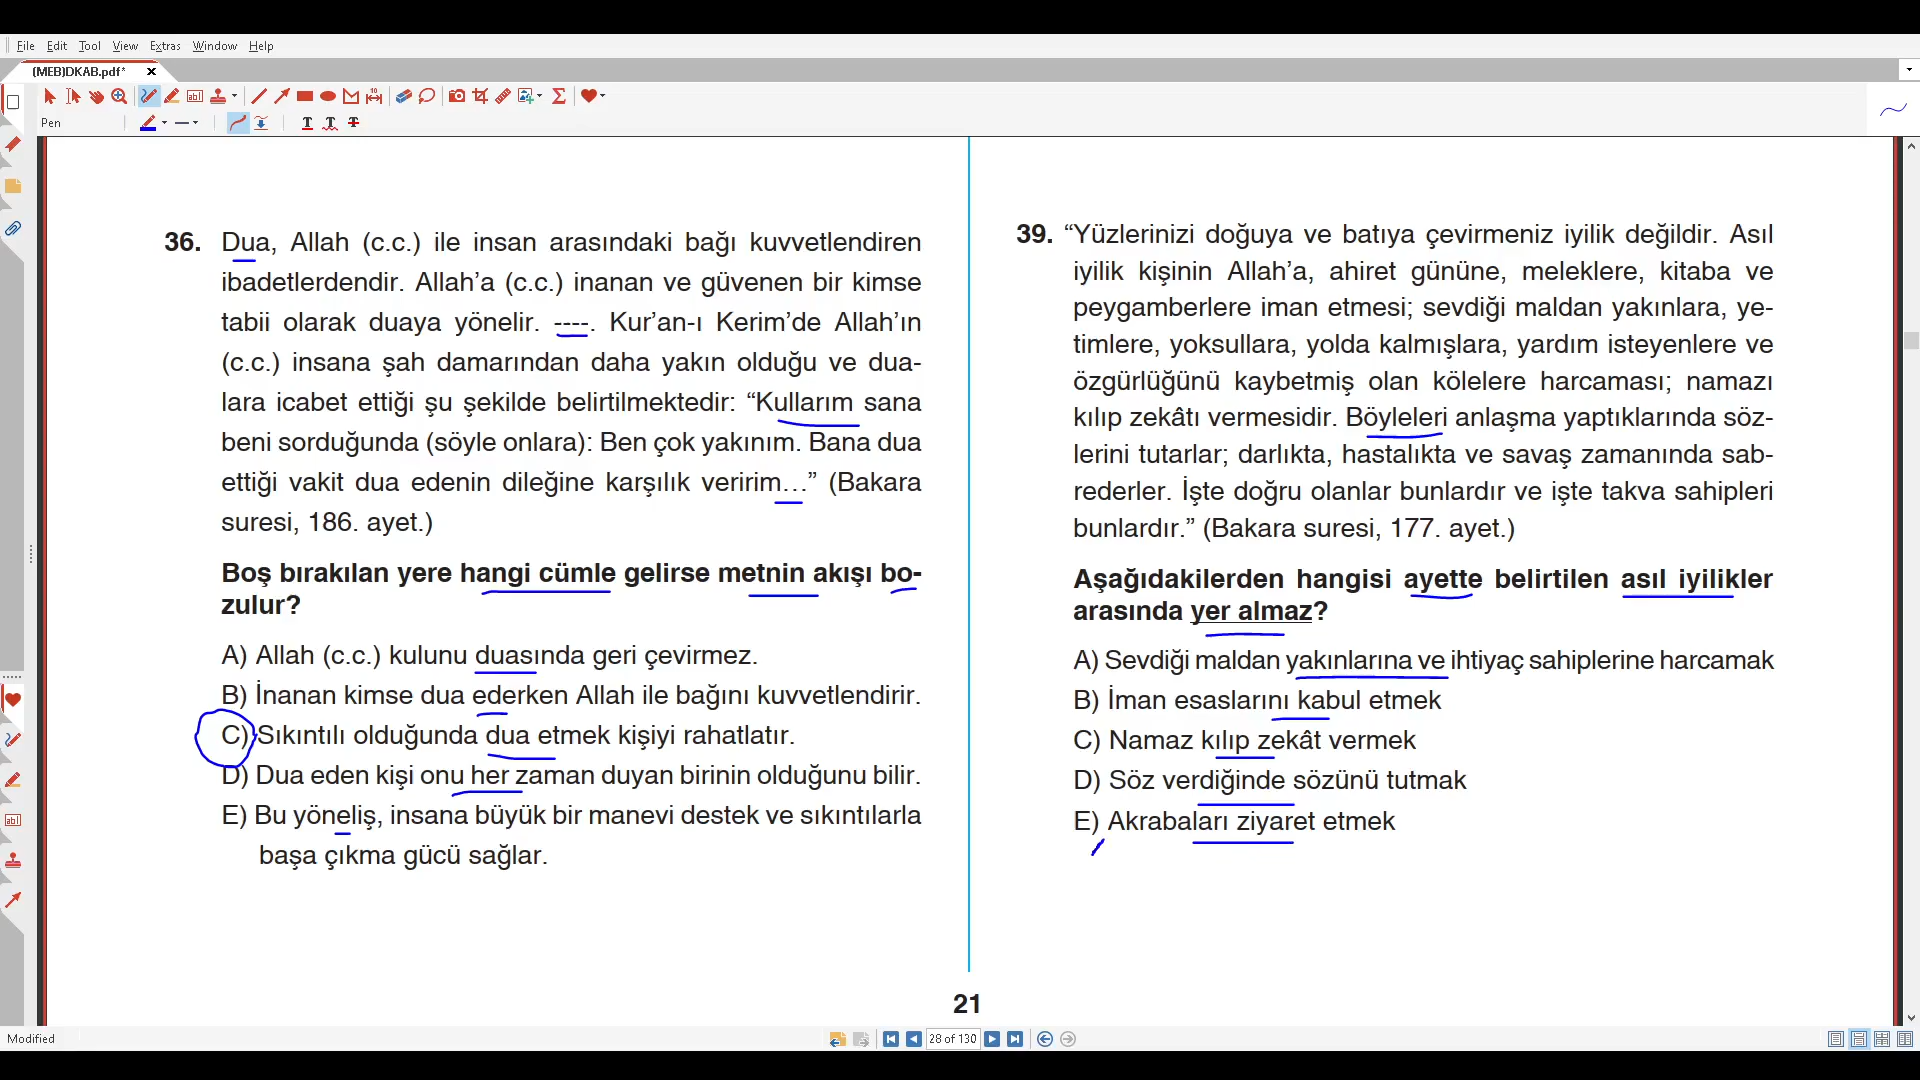 File Edit Tool View Extras Window Help
(MEB)DKAB.pdf*
Pen
36. Dua, Allah (c.c.) ile insan arasındaki bağı kuvvetlendiren
ibadetlerdendir. Allah’a (c.c.) inanan ve güvenen bir kimse
tabii olarak duaya yönelir. ----. Kur’an-ı Kerim’de Allah’ın
(c.c.) insana şah damarından daha yakın olduğu ve dua-
lara icabet ettiği şu şekilde belirtilmektedir: “Kullarım sana
beni sorduğunda (söyle onlara): Ben çok yakınım. Bana dua
ettiği vakit dua edenin dileğine karşılık veririm…” (Bakara
suresi, 186. ayet.)
Boş bırakılan yere hangi cümle gelirse metnin akışı bo-
zulur?
A) Allah (c.c.) kulunu duasında geri çevirmez.
B) İnanan kimse dua ederken Allah ile bağını kuvvetlendirir.
C) Sıkıntılı olduğunda dua etmek kişiyi rahatlatır.
D) Dua eden kişi onu her zaman duyan birinin olduğunu bilir.
E) Bu yöneliş, insana büyük bir manevi destek ve sıkıntılarla
başa çıkma gücü sağlar.
39. “Yüzlerinizi doğuya ve batıya çevirmeniz iyilik değildir. Asıl
iyilik kişinin Allah’a, ahiret gününe, meleklere, kitaba ve
peygamberlere iman etmesi; sevdiği maldan yakınlara, ye-
timlere, yoksullara, yolda kalmışlara, yardım isteyenlere ve
özgürlüğünü kaybetmiş olan kölelere harcaması; namazı
kılıp zekâtı vermesidir. Böyleleri anlaşma yaptıklarında söz-
lerini tutarlar; darlıkta, hastalıkta ve savaş zamanında sab-
rederler. İşte doğru olanlar bunlardır ve işte takva sahipleri
bunlardır.” (Bakara suresi, 177. ayet.)
Aşağıdakilerden hangisi ayette belirtilen asıl iyilikler
arasında yer almaz?
A) Sevdiği maldan yakınlarına ve ihtiyaç sahiplerine harcamak
B) İman esaslarını kabul etmek
C) Namaz kılıp zekât vermek
D) Söz verdiğinde sözünü tutmak
E) Akrabaları ziyaret etmek
21
Modified
28 of 130